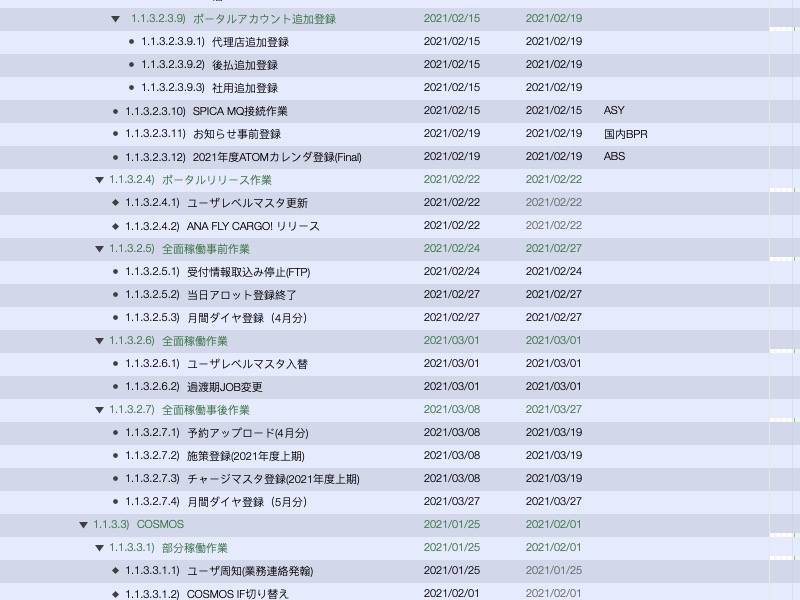 1.1.3.2.3.9) ポータルアカウント追加登録 2021/02/15 2021/02/19
1.1.3.2.3.9.1) 代理店追加登録 2021/02/15 2021/02/19
1.1.3.2.3.9.2) 後払追加登録 2021/02/15 2021/02/19
1.1.3.2.3.9.3) 社用追加登録 2021/02/15 2021/02/19
1.1.3.2.3.10) SPICA MQ接続作業 2021/02/15 2021/02/15 ASY
1.1.3.2.3.11) お知らせ事前登録 2021/02/19 2021/02/19 国内BPR
1.1.3.2.3.12) 2021年度ATOMカレンダ登録(Final) 2021/02/19 2021/02/19 ABS
1.1.3.2.4) ポータルリリース作業 2021/02/22 2021/02/22
1.1.3.2.4.1) ユーザレベルマスタ更新 2021/02/22 2021/02/22
1.1.3.2.4.2) ANA FLY CARGO! リリース 2021/02/22 2021/02/22
1.1.3.2.5) 全面稼働事前作業 2021/02/24 2021/02/27
1.1.3.2.5.1) 受付情報取込み停止(FTP) 2021/02/24 2021/02/24
1.1.3.2.5.2) 当日アロット登録終了 2021/02/27 2021/02/27
1.1.3.2.5.3) 月間ダイヤ登録（4月分） 2021/02/27 2021/02/27
1.1.3.2.6) 全面稼働作業 2021/03/01 2021/03/01
1.1.3.2.6.1) ユーザレベルマスタ入替 2021/03/01 2021/03/01
1.1.3.2.6.2) 過渡期JOB変更 2021/03/01 2021/03/01
1.1.3.2.7) 全面稼働事後作業 2021/03/08 2021/03/27
1.1.3.2.7.1) 予約アップロード(4月分) 2021/03/08 2021/03/19
1.1.3.2.7.2) 施策登録(2021年度上期) 2021/03/08 2021/03/19
1.1.3.2.7.3) チャージマスタ登録(2021年度上期) 2021/03/08 2021/03/19
1.1.3.2.7.4) 月間ダイヤ登録（5月分） 2021/03/27 2021/03/27
1.1.3.3) COSMOS 2021/01/25 2021/02/01
1.1.3.3.1) 部分稼働作業 2021/01/25 2021/02/01
1.1.3.3.1.1) ユーザ周知(業務連絡発翰) 2021/01/25 2021/01/25
1.1.3.3.1.2) COSMOS IF切り替え 2021/02/01 2021/02/01